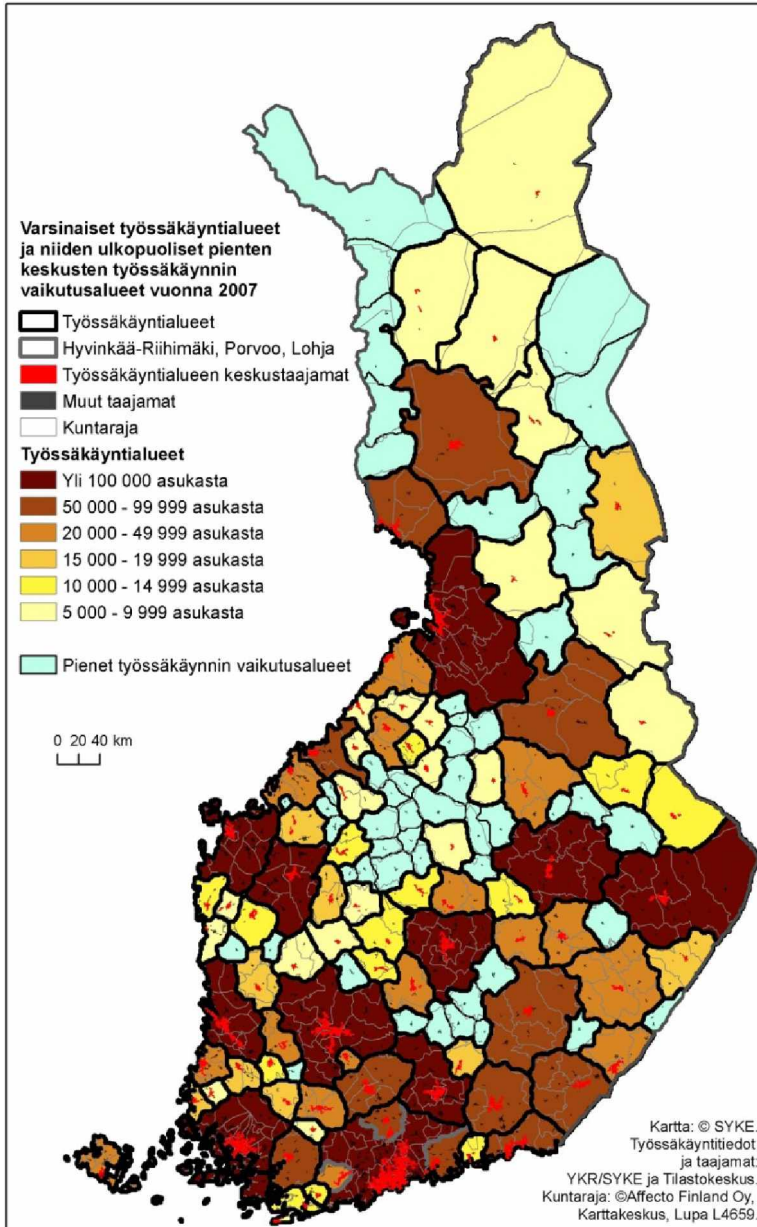 Varsinaiset työssäkäyntialueet
ja niiden ulkopuoliset pienten
keskusten työssäkäynnin
vaikutusalueet vuonna 2007
Työssäkäyntialueet
Hyvinkää-Riihimäki, Porvoo, Lohja
Työssäkäyntialueen keskustaajamat
Muut taajamat
Kuntaraja
Työssäkäyntialueet
Yli 100 000 asukasta
50 000 - 99 999 asukasta
20 000 - 49 999 asukasta
15 000 - 19 999 asukasta
10 000 - 14 999 asukasta
5 000 - 9 999 asukasta
Pienet työssäkäynnin vaikutusalueet
0 20 40 km
Kartta: © SYKE.
Työssäkäyntitiedot
ja taajamat:
YKR/SYKE ja Tilastokeskus.
Kuntaraja: ©Affecto Finland Oy,
Karttakeskus, Lupa L4659.